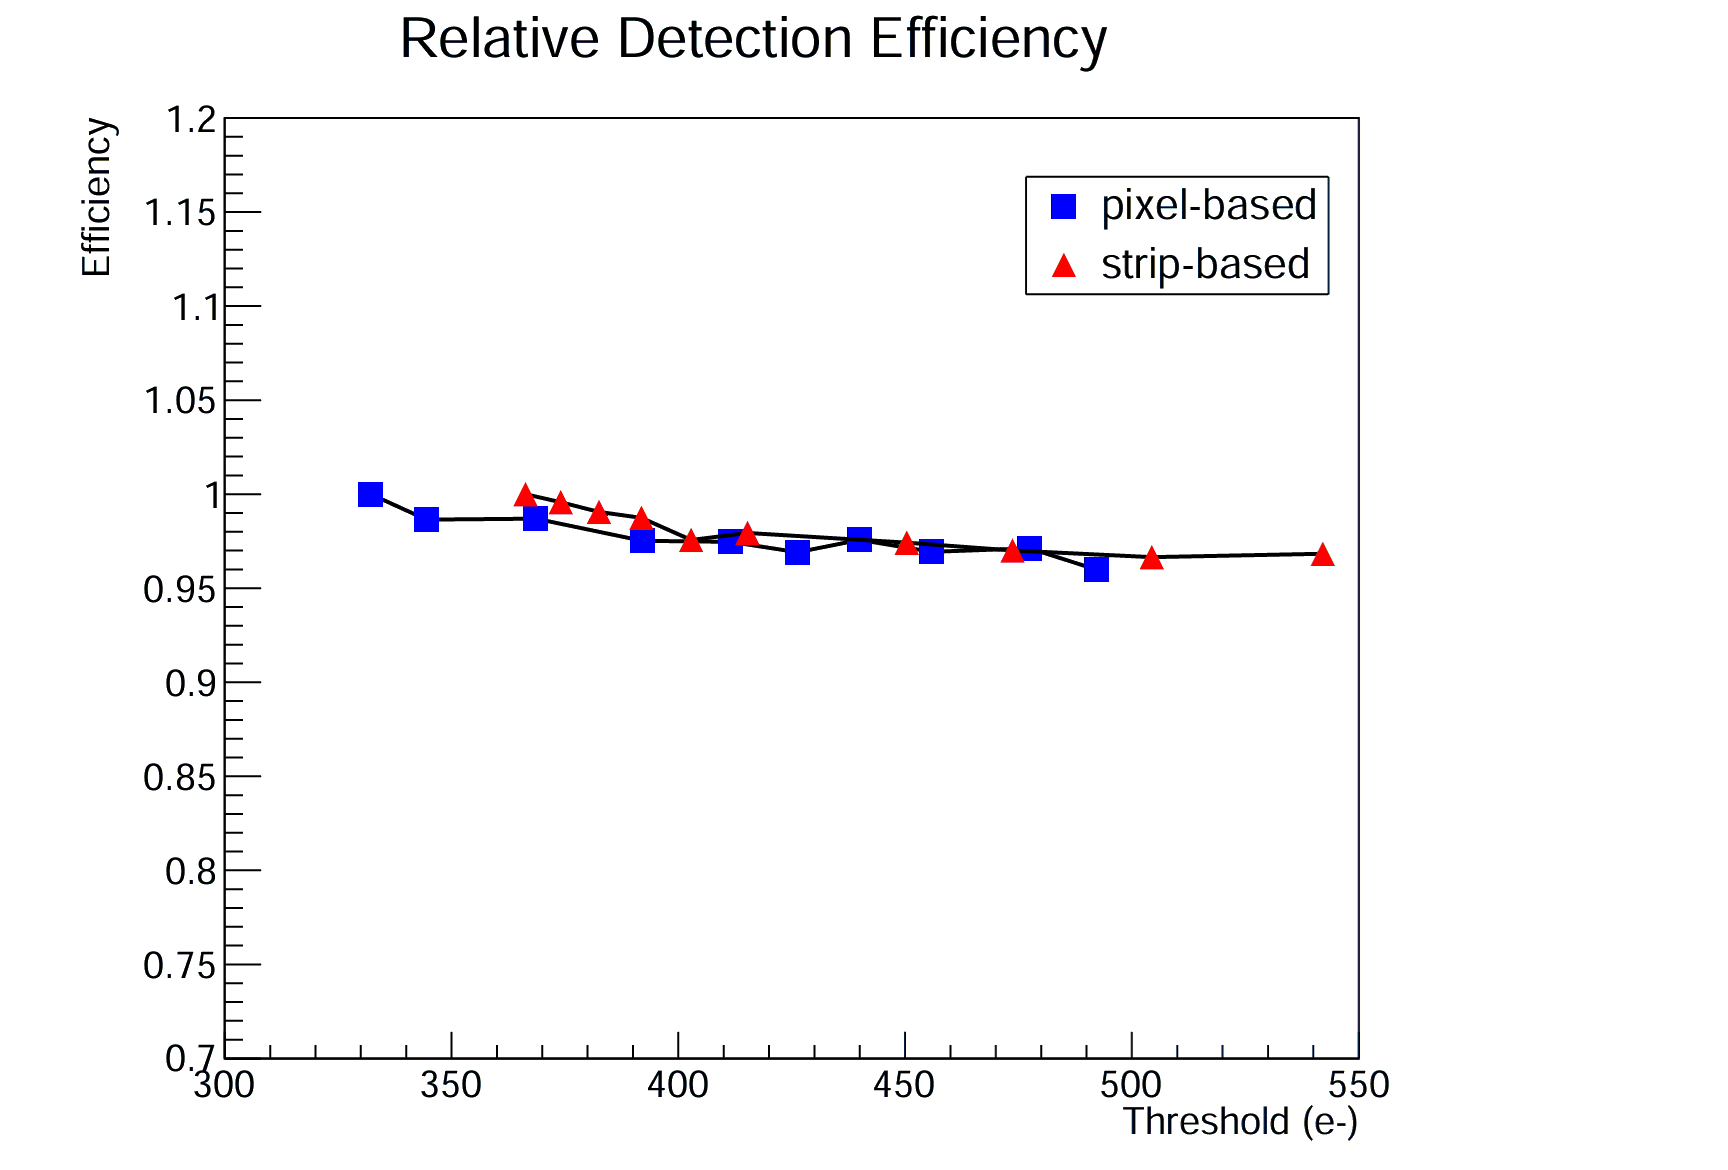 Relative Detection Efficiency
Efficiency
1.2
1.15
1.1
1.05
1
0.95
0.9
0.85
0.8
0.75
0.7
pixel-based
strip-based
300 350 400 450 500 550
Threshold (e-)